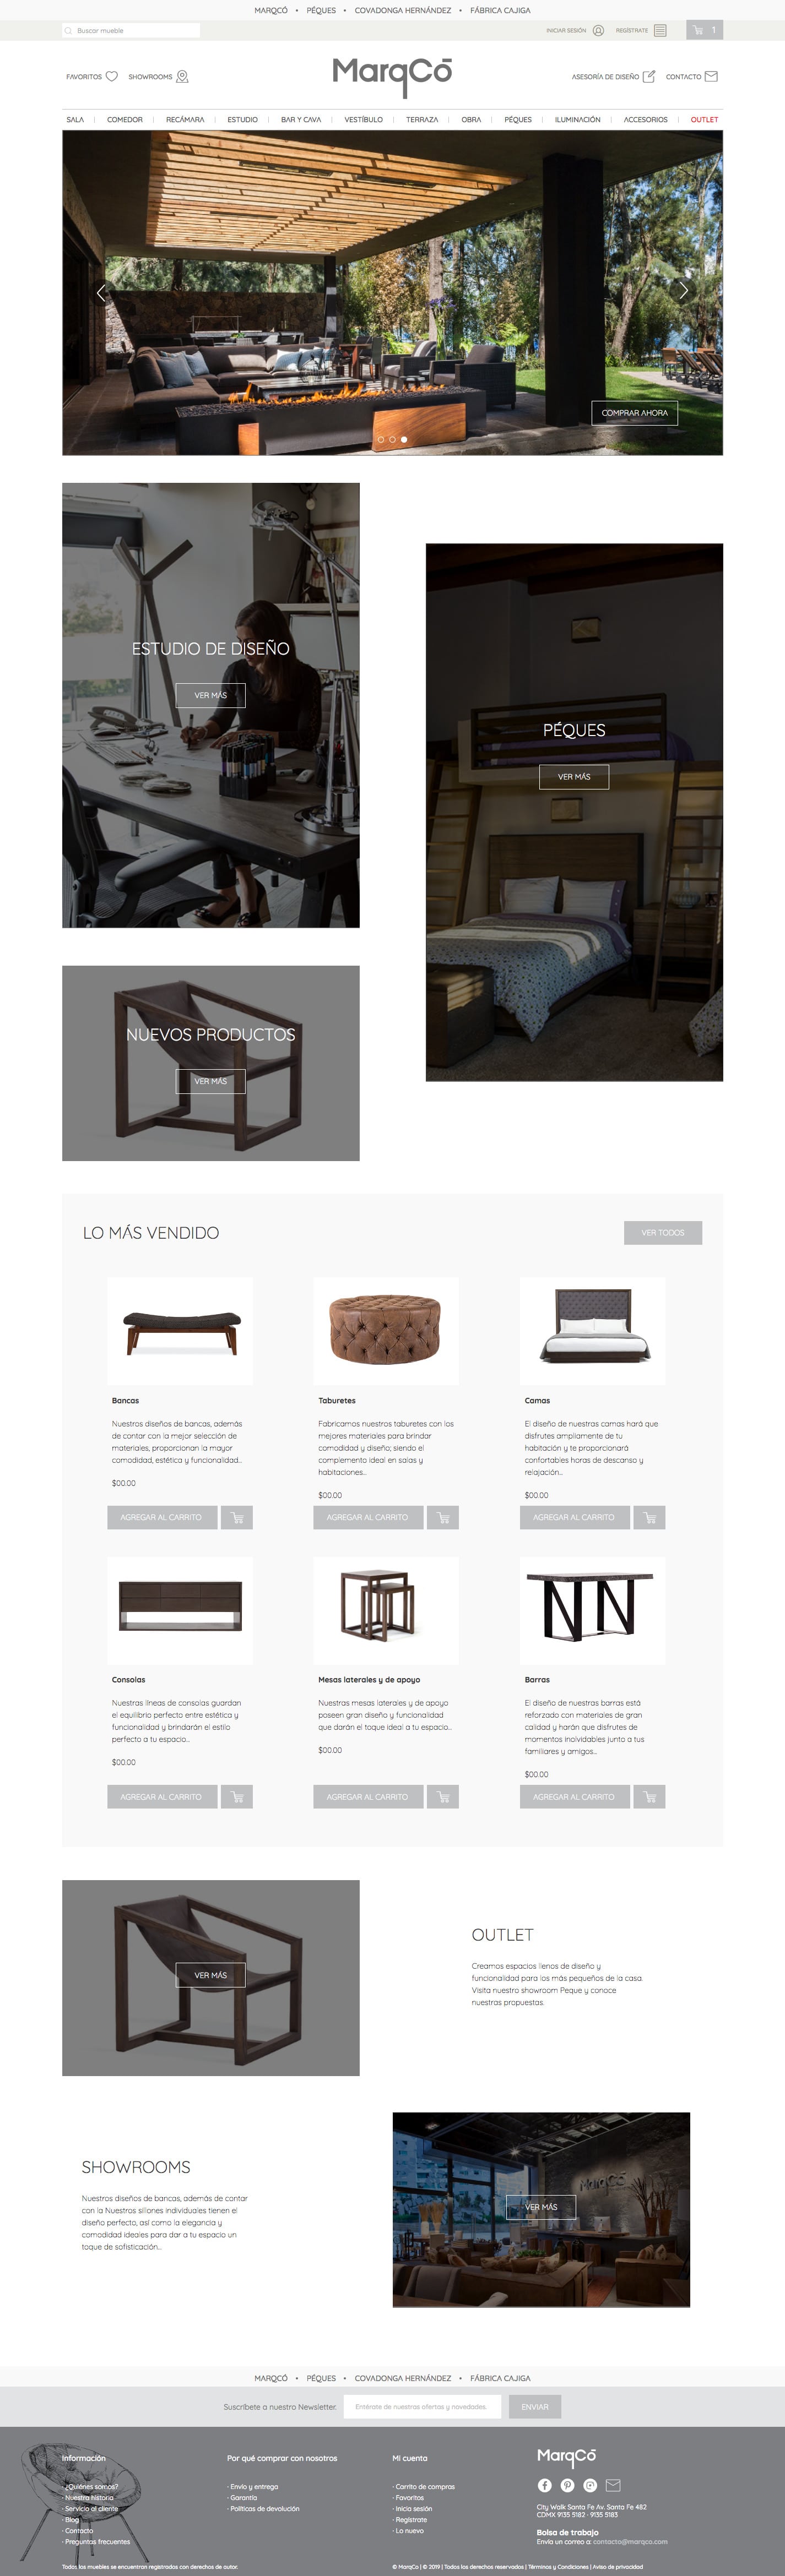 MARQCÓ • PÉQUES • COVADONGA HERNÁNDEZ • FÁBRICA CAJIGA
Buscar mueble
INICIAR SESIÓN
REGÍSTRATE
1
FAVORITOS
SHOWROOMS
MarqCó
ASESORÍA DE DISEÑO
CONTACTO
SALA | COMEDOR | RECÁMARA | ESTUDIO | BAR Y CAVA | VESTÍBULO | TERRAZA | OBRA | PÉQUES | ILUMINACIÓN | ACCESORIOS | OUTLET
COMPRAR AHORA
ESTUDIO DE DISEÑO
VER MÁS
PÉQUES
VER MÁS
NUEVOS PRODUCTOS
VER MÁS
LO MÁS VENDIDO
VER TODOS
Bancas
Nuestros diseños de bancas, además
de contar con la mejor selección de
materiales, proporcionan la mayor
comodidad, estética y funcionalidad...
$00.00
AGREGAR AL CARRITO
Taburetes
Fabricamos nuestros taburetes con los
mejores materiales para brindar
comodidad y diseño; siendo el
complemento ideal en salas y
habitaciones...
$00.00
AGREGAR AL CARRITO
Camas
El diseño de nuestras camas hará que
disfrutes ampliamente de tu
habitación y te proporcionará
confortables horas de descanso y
relajación...
$00.00
AGREGAR AL CARRITO
Consolas
Nuestras líneas de consolas guardan
el equilibrio perfecto entre estética y
funcionalidad y brindarán el estilo
perfecto a tu espacio...
$00.00
AGREGAR AL CARRITO
Mesas laterales y de apoyo
Nuestras mesas laterales y de apoyo
poseen gran diseño y funcionalidad
que darán el toque ideal a tu espacio...
$00.00
AGREGAR AL CARRITO
Barras
El diseño de nuestras barras está
reforzado con materiales de gran
calidad y harán que disfrutes de
momentos inolvidables junto a tus
familiares y amigos...
$00.00
AGREGAR AL CARRITO
VER MÁS
OUTLET
Creamos espacios llenos de diseño y
funcionalidad para los más pequeños de la casa.
Visita nuestro showroom Peque y conoce
nuestras propuestas.
SHOWROOMS
Nuestros diseños de bancas, además de contar
con la Nuestros sillones individuales tienen el
diseño perfecto, así como la elegancia y
comodidad ideales para dar a tu espacio un
toque de sofisticación...
MarqCó
VER MÁS
MARQCÓ • PÉQUES • COVADONGA HERNÁNDEZ • FÁBRICA CAJIGA
Suscríbete a nuestro Newsletter.
Entérate de nuestras ofertas y novedades.
ENVIAR
Información
· ¿Quiénes somos?
· Nuestra historia
· Servicio al cliente
· Blog
· Contacto
· Preguntas frecuentes
Por qué comprar con nosotros
· Envío y entrega
· Garantía
· Políticas de devolución
Mi cuenta
· Carrito de compras
· Favoritos
· Inicia sesión
· Regístrate
· Lo nuevo
MarqCó
City Walk Santa Fe Av. Santa Fe 482
CDMX 9135 5182 · 9135 5183
Bolsa de trabajo
Envía un correo a: contacto@marqco.com
Todos los muebles se encuentran registrados con derechos de autor.
© MarqCo | © 2019 | Todos los derechos reservados | Términos y Condiciones | Aviso de privacidad